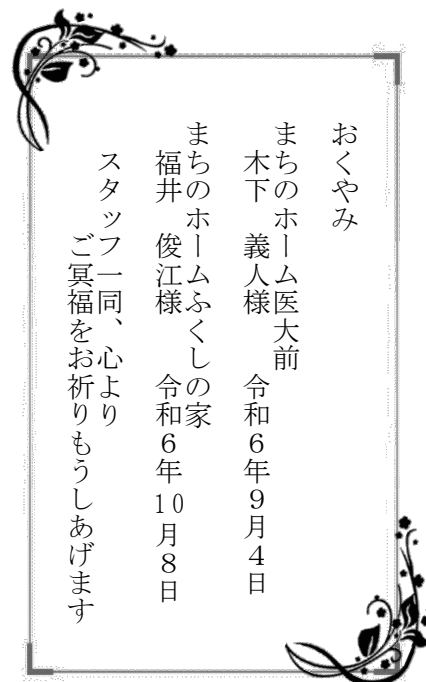 おくやみ
まちのホーム医大前
木下　義人様　令和６年９月４日
まちのホームふくしの家
福井　俊江様　令和６年10月８日
スタッフ一同、心より
ご冥福をお祈りもうしあげます